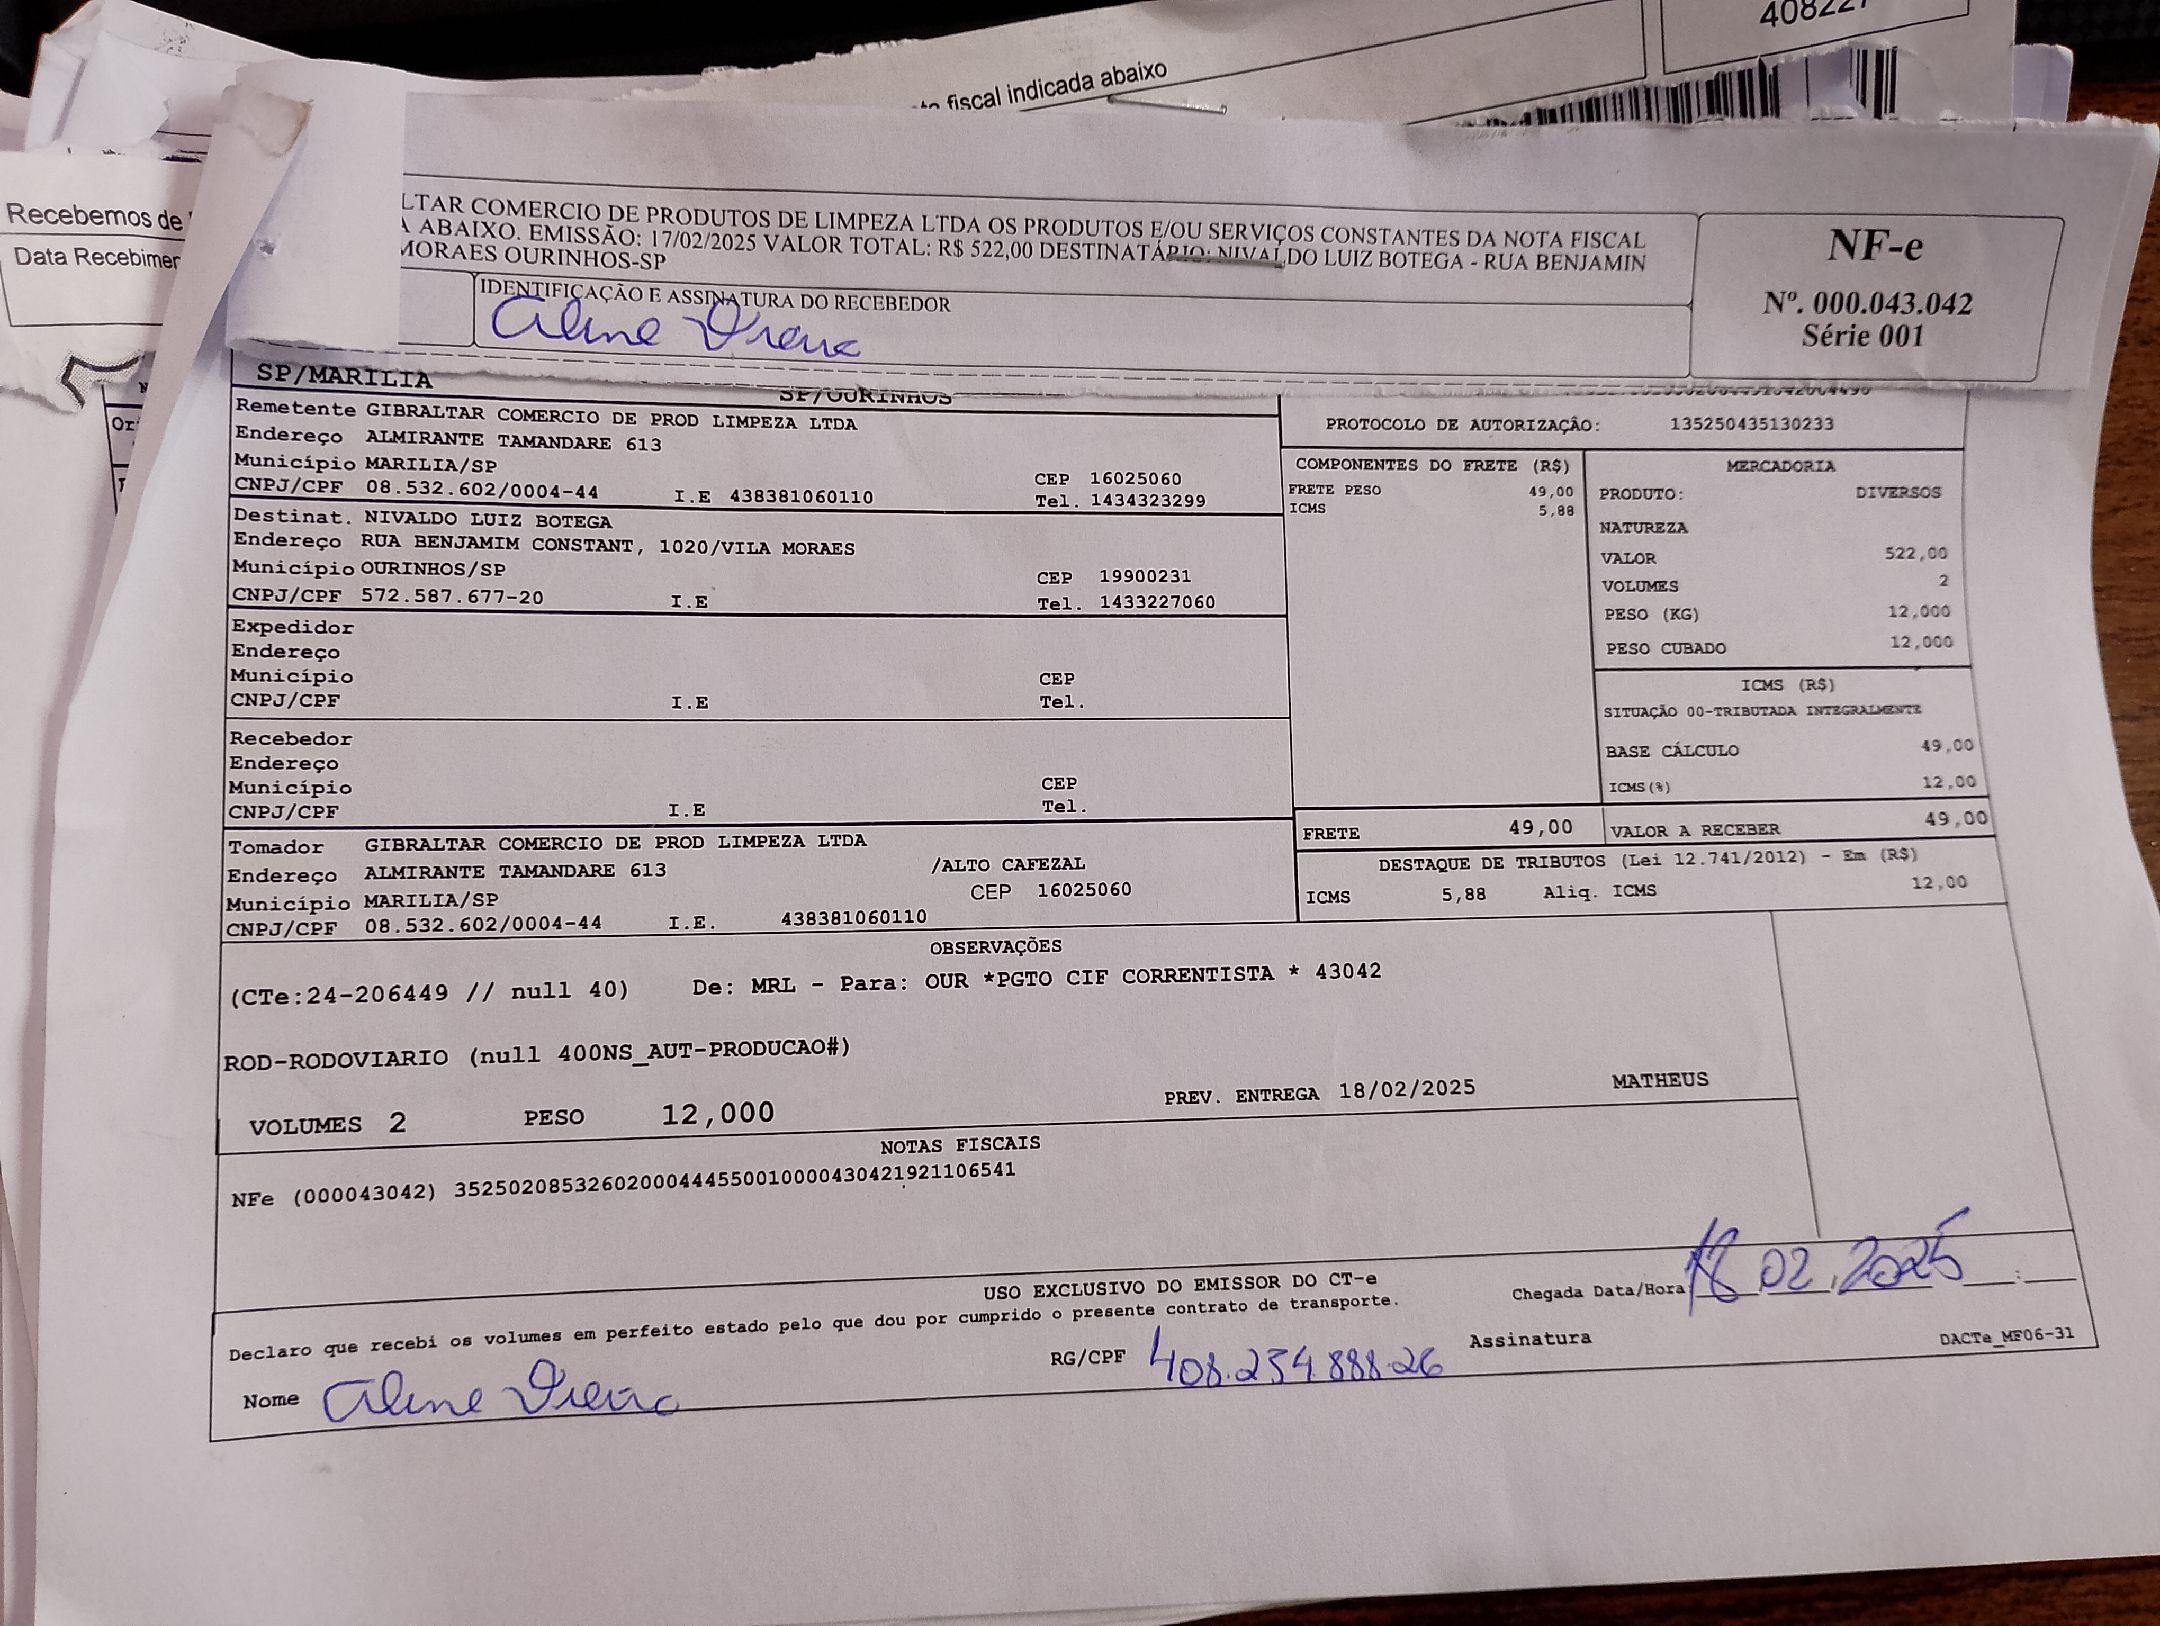 408227
fiscal indicada abaixo
Recebemos de
Data Recebimen
LTAR COMERCIO DE PRODUTOS DE LIMPEZA LTDA OS PRODUTOS E/OU SERVIÇOS CONSTANTES DA NOTA FISCAL
A ABAIXO. EMISSÃO: 17/02/2025 VALOR TOTAL: R$ 522,00 DESTINATÁRIO: NIVALDO LUIZ BOTEGA - RUA BENJAMIN
MORAES OURINHOS-SP
IDENTIFICAÇÃO E ASSINATURA DO RECEBEDOR
Aline Vieira
NF-e
Nº. 000.043.042
Série 001
SP/MARILIA SP/OURINHOS
Remetente GIBRALTAR COMERCIO DE PROD LIMPEZA LTDA
Endereço ALMIRANTE TAMANDARE 613
Município MARILIA/SP CEP 16025060
CNPJ/CPF 08.532.602/0004-44 I.E 438381060110 Tel. 1434323299
Destinat. NIVALDO LUIZ BOTEGA
Endereço RUA BENJAMIM CONSTANT, 1020/VILA MORAES
Município OURINHOS/SP CEP 19900231
CNPJ/CPF 572.587.677-20 I.E Tel. 1433227060
Expedidor
Endereço
Município CEP
CNPJ/CPF I.E Tel.
Recebedor
Endereço
Município CEP
CNPJ/CPF I.E Tel.
Tomador GIBRALTAR COMERCIO DE PROD LIMPEZA LTDA
Endereço ALMIRANTE TAMANDARE 613 /ALTO CAFEZAL
Município MARILIA/SP CEP 16025060
CNPJ/CPF 08.532.602/0004-44 I.E. 438381060110
PROTOCOLO DE AUTORIZAÇÃO: 135250435130233
COMPONENTES DO FRETE (R$)
FRETE PESO 49,00
ICMS 5,88
MERCADORIA
PRODUTO: DIVERSOS
NATUREZA
VALOR 522,00
VOLUMES 2
PESO (KG) 12,000
PESO CUBADO 12,000
ICMS (R$)
SITUAÇÃO 00-TRIBUTADA INTEGRALMENTE
BASE CÁLCULO 49,00
ICMS(%) 12,00
FRETE 49,00 VALOR A RECEBER 49,00
DESTAQUE DE TRIBUTOS (Lei 12.741/2012) - Em (R$)
ICMS 5,88 Aliq. ICMS 12,00
OBSERVAÇÕES
(CTe:24-206449 // null 40) De: MRL - Para: OUR *PGTO CIF CORRENTISTA * 43042
ROD-RODOVIARIO (null 400NS_AUT-PRODUCAO#)
VOLUMES 2 PESO 12,000 PREV. ENTREGA 18/02/2025 MATHEUS
NOTAS FISCAIS
NFe (000043042) 35250208532602000444550010000430421921106541
USO EXCLUSIVO DO EMISSOR DO CT-e
Declaro que recebi os volumes em perfeito estado pelo que dou por cumprido o presente contrato de transporte.
Chegada Data/Hora 18 02 2025
Nome Aline Vieira RG/CPF 408.234.888-26 Assinatura
DACTe_MF06-31